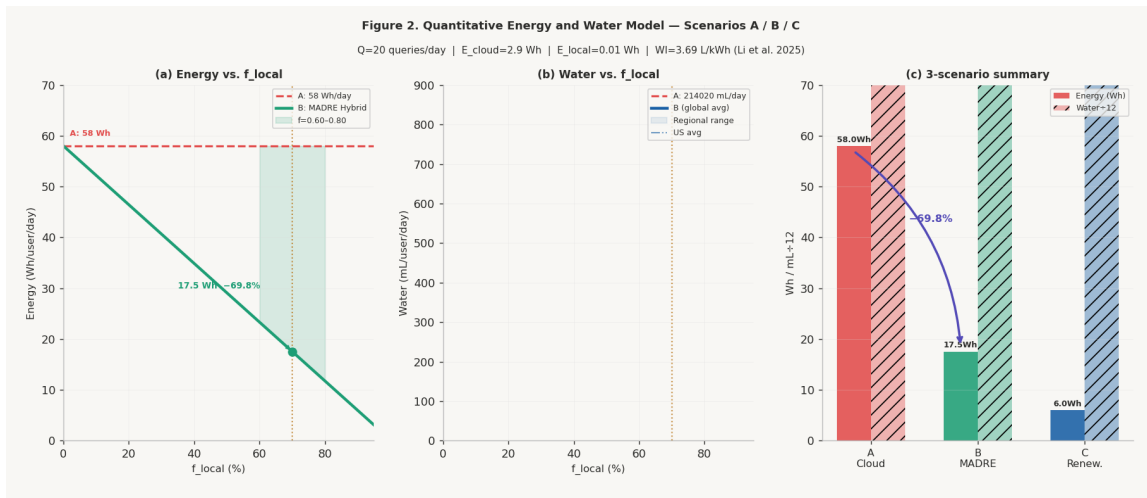 Figure 2. Quantitative Energy and Water Model — Scenarios A / B / C
Q=20 queries/day | E_cloud=2.9 Wh | E_local=0.01 Wh | WI=3.69 L/kWh (Li et al. 2025)
(a) Energy vs. f_local
70
60
50
40
30
20
10
0
Energy (Wh/user/day)
A: 58 Wh/day
B: MADRE Hybrid
f=0.60–0.80
A: 58 Wh
17.5 Wh −69.8%
0
20
40
60
80
f_local (%)
(b) Water vs. f_local
900
800
700
600
500
400
300
200
100
0
Water (mL/user/day)
A: 214020 mL/day
B (global avg)
Regional range
US avg
0
20
40
60
80
f_local (%)
(c) 3-scenario summary
70
60
50
40
30
20
10
0
Wh / mL÷12
Energy (Wh)
Water÷12
58.0Wh
−69.8%
17.5Wh
6.0Wh
A
Cloud
B
MADRE
C
Renew.